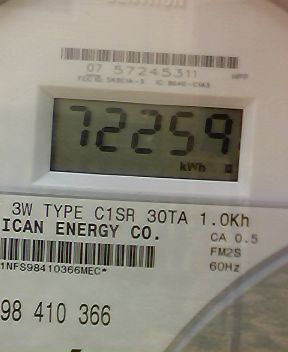 07 57245311
72259
kWh
3W TYPE C1SR 30TA 1.0Kh
ICAN ENERGY CO.
CA 0.5
FM2S
60Hz
1NFS98410366MEC*
98 410 366